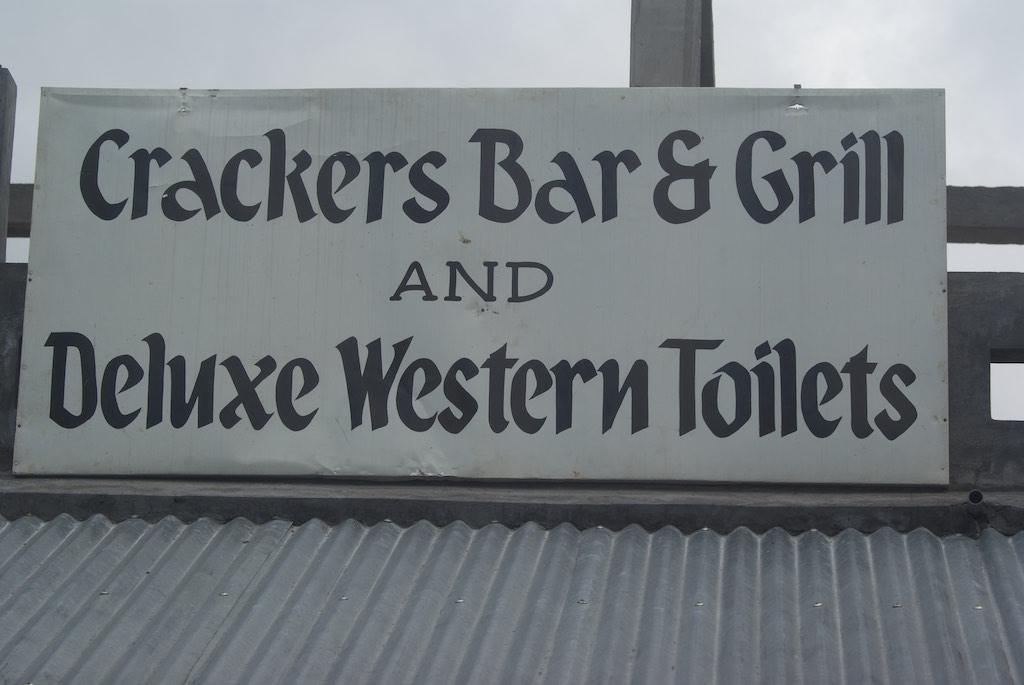 Crackers Bar & Grill
AND
Deluxe Western Toilets